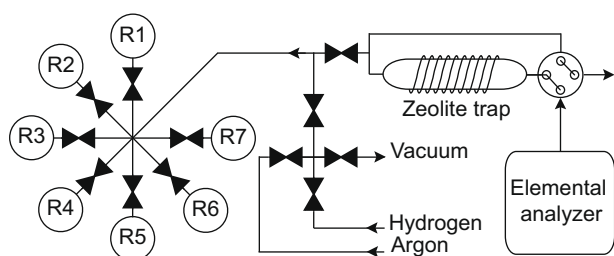 R1
R2
R3
R4
R5
R6
R7
Zeolite trap
Vacuum
Hydrogen
Argon
Elemental
analyzer